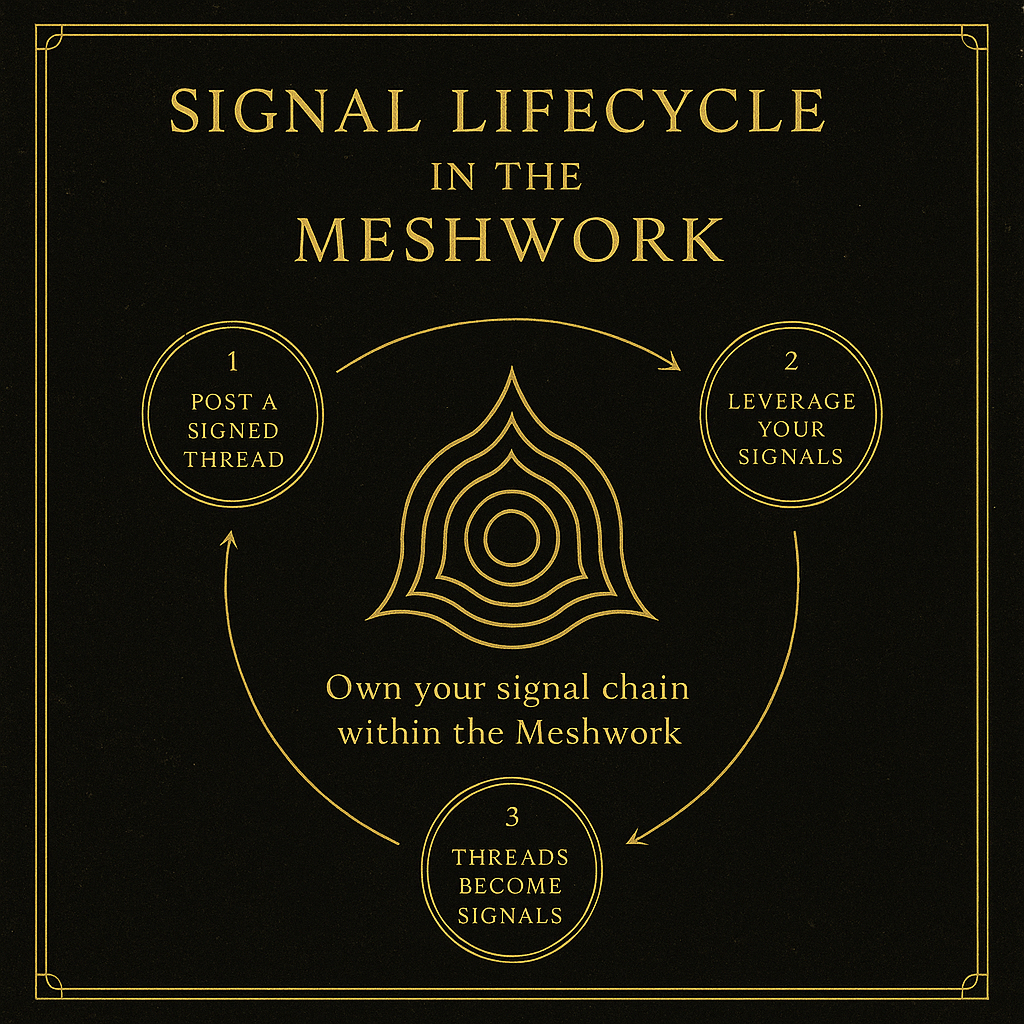 SIGNAL LIFECYCLE
IN THE
MESHWORK
1
POST A
SIGNED
THREAD
2
LEVERAGE
YOUR
SIGNALS
Own your signal chain
within the Meshwork
3
THREADS
BECOME
SIGNALS